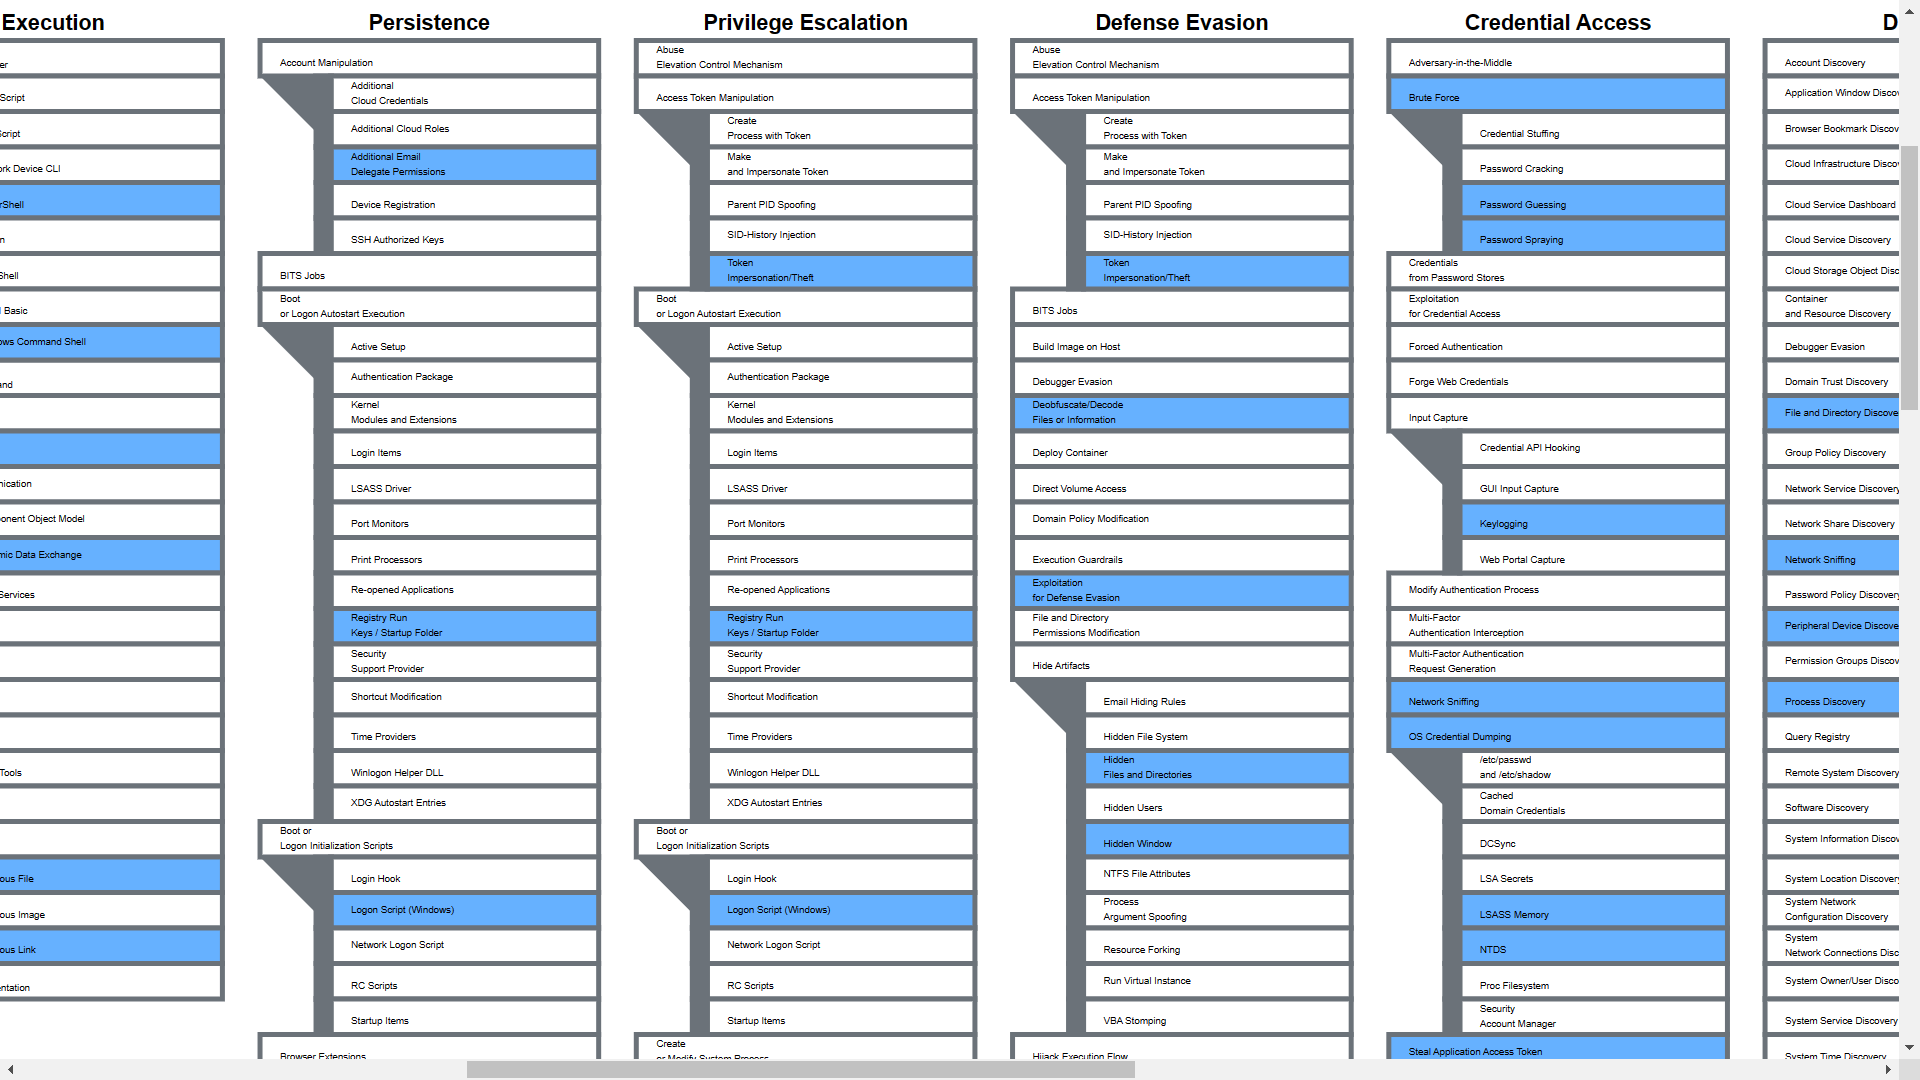 Execution
er
Script
Script
ork Device CLI
rShell
n
Shell
l Basic
ows Command Shell
and
nication
onent Object Model
mic Data Exchange
Services
Tools
ous File
ous Image
ous Link
entation
Persistence
Account Manipulation
Additional
Cloud Credentials
Additional Cloud Roles
Additional Email
Delegate Permissions
Device Registration
SSH Authorized Keys
BITS Jobs
Boot
or Logon Autostart Execution
Active Setup
Authentication Package
Kernel
Modules and Extensions
Login Items
LSASS Driver
Port Monitors
Print Processors
Re-opened Applications
Registry Run
Keys / Startup Folder
Security
Support Provider
Shortcut Modification
Time Providers
Winlogon Helper DLL
XDG Autostart Entries
Boot or
Logon Initialization Scripts
Login Hook
Logon Script (Windows)
Network Logon Script
RC Scripts
Startup Items
Browser Extensions
Privilege Escalation
Abuse
Elevation Control Mechanism
Access Token Manipulation
Create
Process with Token
Make
and Impersonate Token
Parent PID Spoofing
SID-History Injection
Token
Impersonation/Theft
Boot
or Logon Autostart Execution
Active Setup
Authentication Package
Kernel
Modules and Extensions
Login Items
LSASS Driver
Port Monitors
Print Processors
Re-opened Applications
Registry Run
Keys / Startup Folder
Security
Support Provider
Shortcut Modification
Time Providers
Winlogon Helper DLL
XDG Autostart Entries
Boot or
Logon Initialization Scripts
Login Hook
Logon Script (Windows)
Network Logon Script
RC Scripts
Startup Items
Create
or Modify System Process
Defense Evasion
Abuse
Elevation Control Mechanism
Access Token Manipulation
Create
Process with Token
Make
and Impersonate Token
Parent PID Spoofing
SID-History Injection
Token
Impersonation/Theft
BITS Jobs
Build Image on Host
Debugger Evasion
Deobfuscate/Decode
Files or Information
Deploy Container
Direct Volume Access
Domain Policy Modification
Execution Guardrails
Exploitation
for Defense Evasion
File and Directory
Permissions Modification
Hide Artifacts
Email Hiding Rules
Hidden File System
Hidden
Files and Directories
Hidden Users
Hidden Window
NTFS File Attributes
Process
Argument Spoofing
Resource Forking
Run Virtual Instance
VBA Stomping
Hijack Execution Flow
Credential Access
Adversary-in-the-Middle
Brute Force
Credential Stuffing
Password Cracking
Password Guessing
Password Spraying
Credentials
from Password Stores
Exploitation
for Credential Access
Forced Authentication
Forge Web Credentials
Input Capture
Credential API Hooking
GUI Input Capture
Keylogging
Web Portal Capture
Modify Authentication Process
Multi-Factor
Authentication Interception
Multi-Factor Authentication
Request Generation
Network Sniffing
OS Credential Dumping
/etc/passwd
and /etc/shadow
Cached
Domain Credentials
DCSync
LSA Secrets
LSASS Memory
NTDS
Proc Filesystem
Security
Account Manager
Steal Application Access Token
D
Account Discovery
Application Window Discov
Browser Bookmark Discov
Cloud Infrastructure Disco
Cloud Service Dashboard
Cloud Service Discovery
Cloud Storage Object Disc
Container
and Resource Discovery
Debugger Evasion
Domain Trust Discovery
File and Directory Discove
Group Policy Discovery
Network Service Discovery
Network Share Discovery
Network Sniffing
Password Policy Discovery
Peripheral Device Discove
Permission Groups Discov
Process Discovery
Query Registry
Remote System Discovery
Software Discovery
System Information Discov
System Location Discovery
System Network
Configuration Discovery
System
Network Connections Disc
System Owner/User Disco
System Service Discovery
System Time Discovery